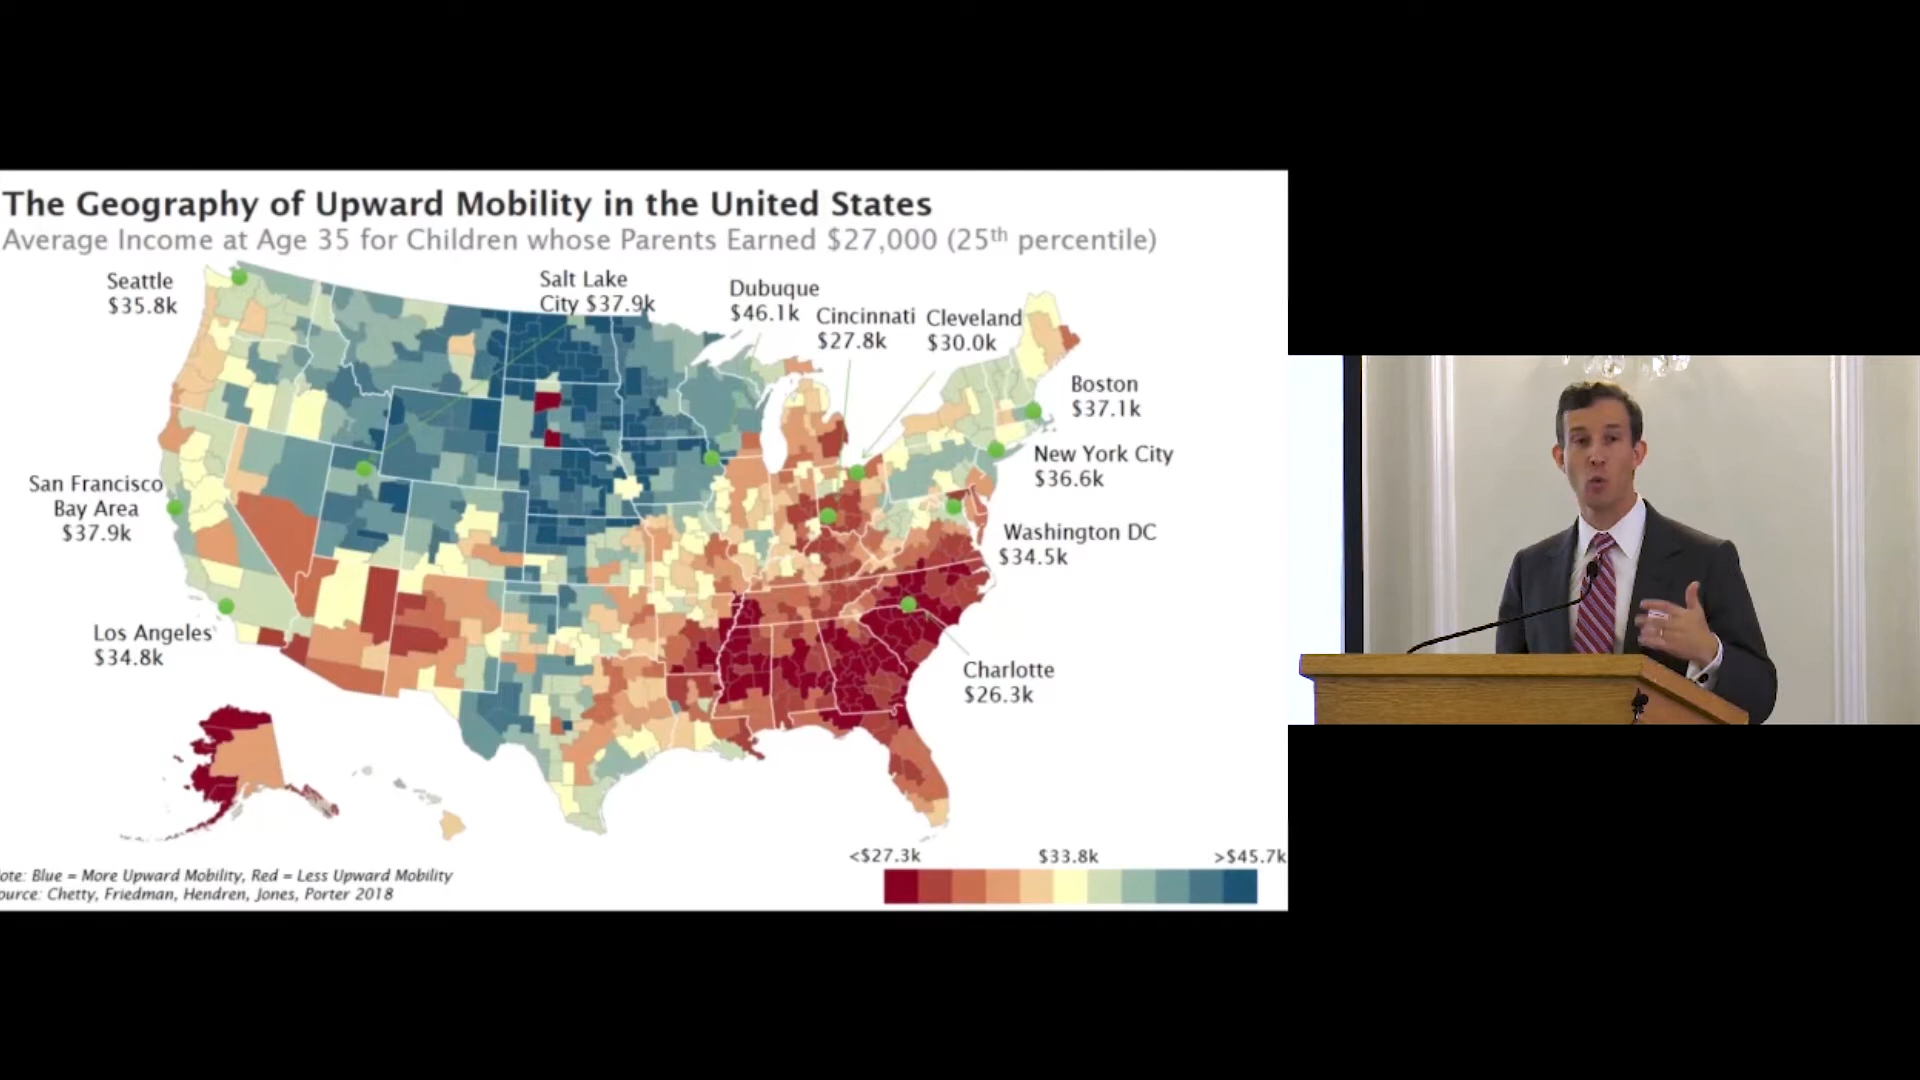 The Geography of Upward Mobility in the United States
Average Income at Age 35 for Children whose Parents Earned $27,000 (25th percentile)
Seattle
$35.8k
Salt Lake
City $37.9k
Dubuque
$46.1k
Cincinnati
$27.8k
Cleveland
$30.0k
Boston
$37.1k
New York City
$36.6k
San Francisco
Bay Area
$37.9k
Washington DC
$34.5k
Los Angeles
$34.8k
Charlotte
$26.3k
<$27.3k
$33.8k
>$45.7k
ote: Blue = More Upward Mobility, Red = Less Upward Mobility
ource: Chetty, Friedman, Hendren, Jones, Porter 2018